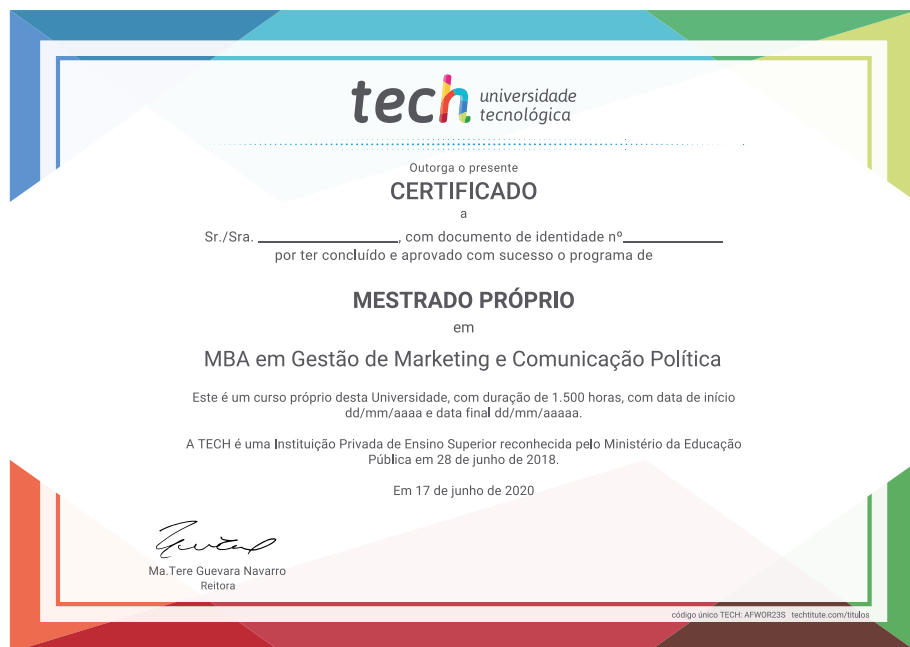 tech universidade
tecnológica
Outorga o presente
CERTIFICADO
a
Sr./Sra. ____________________, com documento de identidade nº______________
por ter concluído e aprovado com sucesso o programa de
MESTRADO PRÓPRIO
em
MBA em Gestão de Marketing e Comunicação Política
Este é um curso próprio desta Universidade, com duração de 1.500 horas, com data de início
dd/mm/aaaa e data final dd/mm/aaaaa.
A TECH é uma Instituição Privada de Ensino Superior reconhecida pelo Ministério da Educação
Pública em 28 de junho de 2018.
Em 17 de junho de 2020
Ma.Tere Guevara Navarro
Reitora
código único TECH: AFWOR23S techtitute.com/titulos